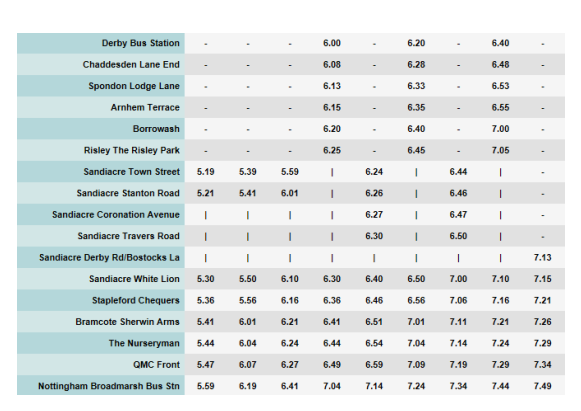 Derby Bus Station - - - 6.00 - 6.20 - 6.40 -
Chaddesden Lane End - - - 6.08 - 6.28 - 6.48 -
Spondon Lodge Lane - - - 6.13 - 6.33 - 6.53 -
Arnhem Terrace - - - 6.15 - 6.35 - 6.55 -
Borrowash - - - 6.20 - 6.40 - 7.00 -
Risley The Risley Park - - - 6.25 - 6.45 - 7.05 -
Sandiacre Town Street 5.19 5.39 5.59 | 6.24 | 6.44 | -
Sandiacre Stanton Road 5.21 5.41 6.01 | 6.26 | 6.46 | -
Sandiacre Coronation Avenue | | | | 6.27 | 6.47 | -
Sandiacre Travers Road | | | | 6.30 | 6.50 | -
Sandiacre Derby Rd/Bostocks La | | | | | | | | 7.13
Sandiacre White Lion 5.30 5.50 6.10 6.30 6.40 6.50 7.00 7.10 7.15
Stapleford Chequers 5.36 5.56 6.16 6.36 6.46 6.56 7.06 7.16 7.21
Bramcote Sherwin Arms 5.41 6.01 6.21 6.41 6.51 7.01 7.11 7.21 7.26
The Nurseryman 5.44 6.04 6.24 6.44 6.54 7.04 7.14 7.24 7.29
QMC Front 5.47 6.07 6.27 6.49 6.59 7.09 7.19 7.29 7.34
Nottingham Broadmarsh Bus Stn 5.59 6.19 6.41 7.04 7.14 7.24 7.34 7.44 7.49